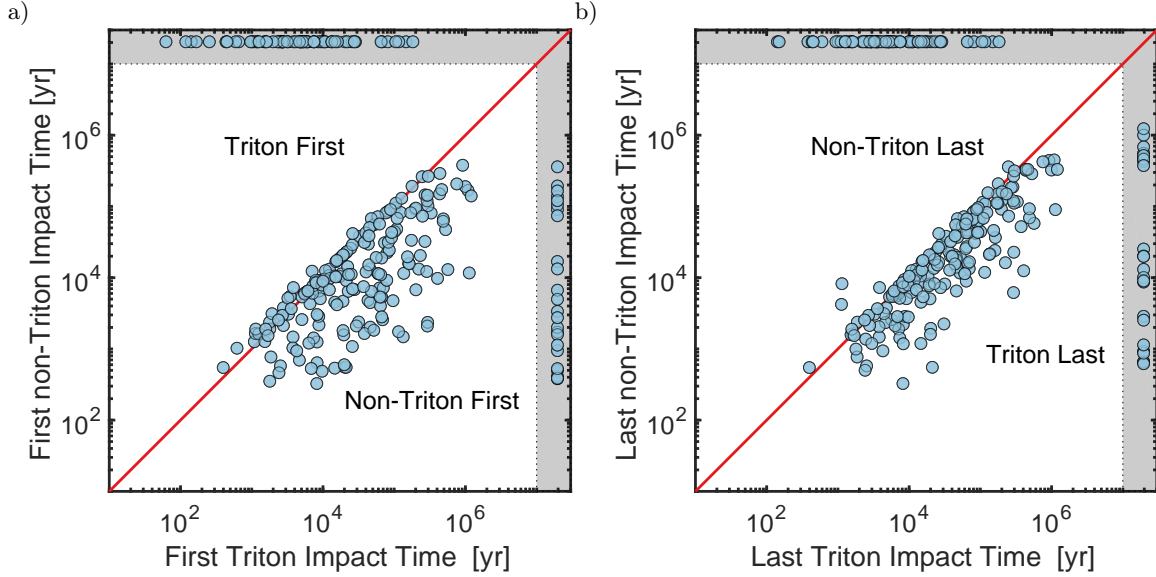 a)
First non-Triton Impact Time [yr]
10^6
10^4
10^2
Triton First
Non-Triton First
10^2 10^4 10^6
First Triton Impact Time [yr]
b)
Last non-Triton Impact Time [yr]
10^6
10^4
10^2
Non-Triton Last
Triton Last
10^2 10^4 10^6
Last Triton Impact Time [yr]